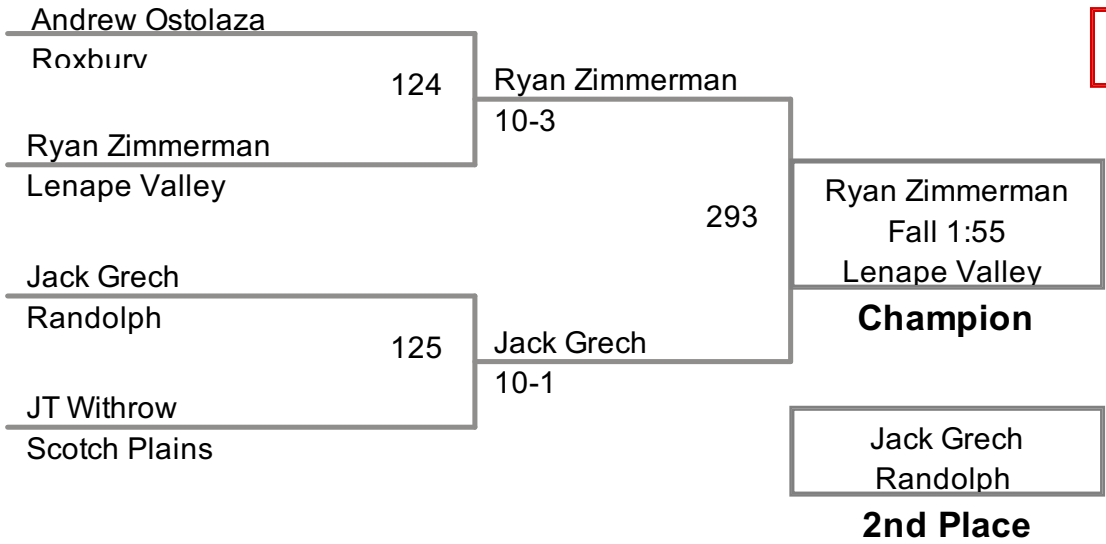 Andrew Ostolaza
Roxbury
124
Ryan Zimmerman
10-3
Ryan Zimmerman
Lenape Valley
293
Ryan Zimmerman
Fall 1:55
Lenape Valley
Champion
Jack Grech
Randolph
125
Jack Grech
10-1
JT Withrow
Scotch Plains
Jack Grech
Randolph
2nd Place